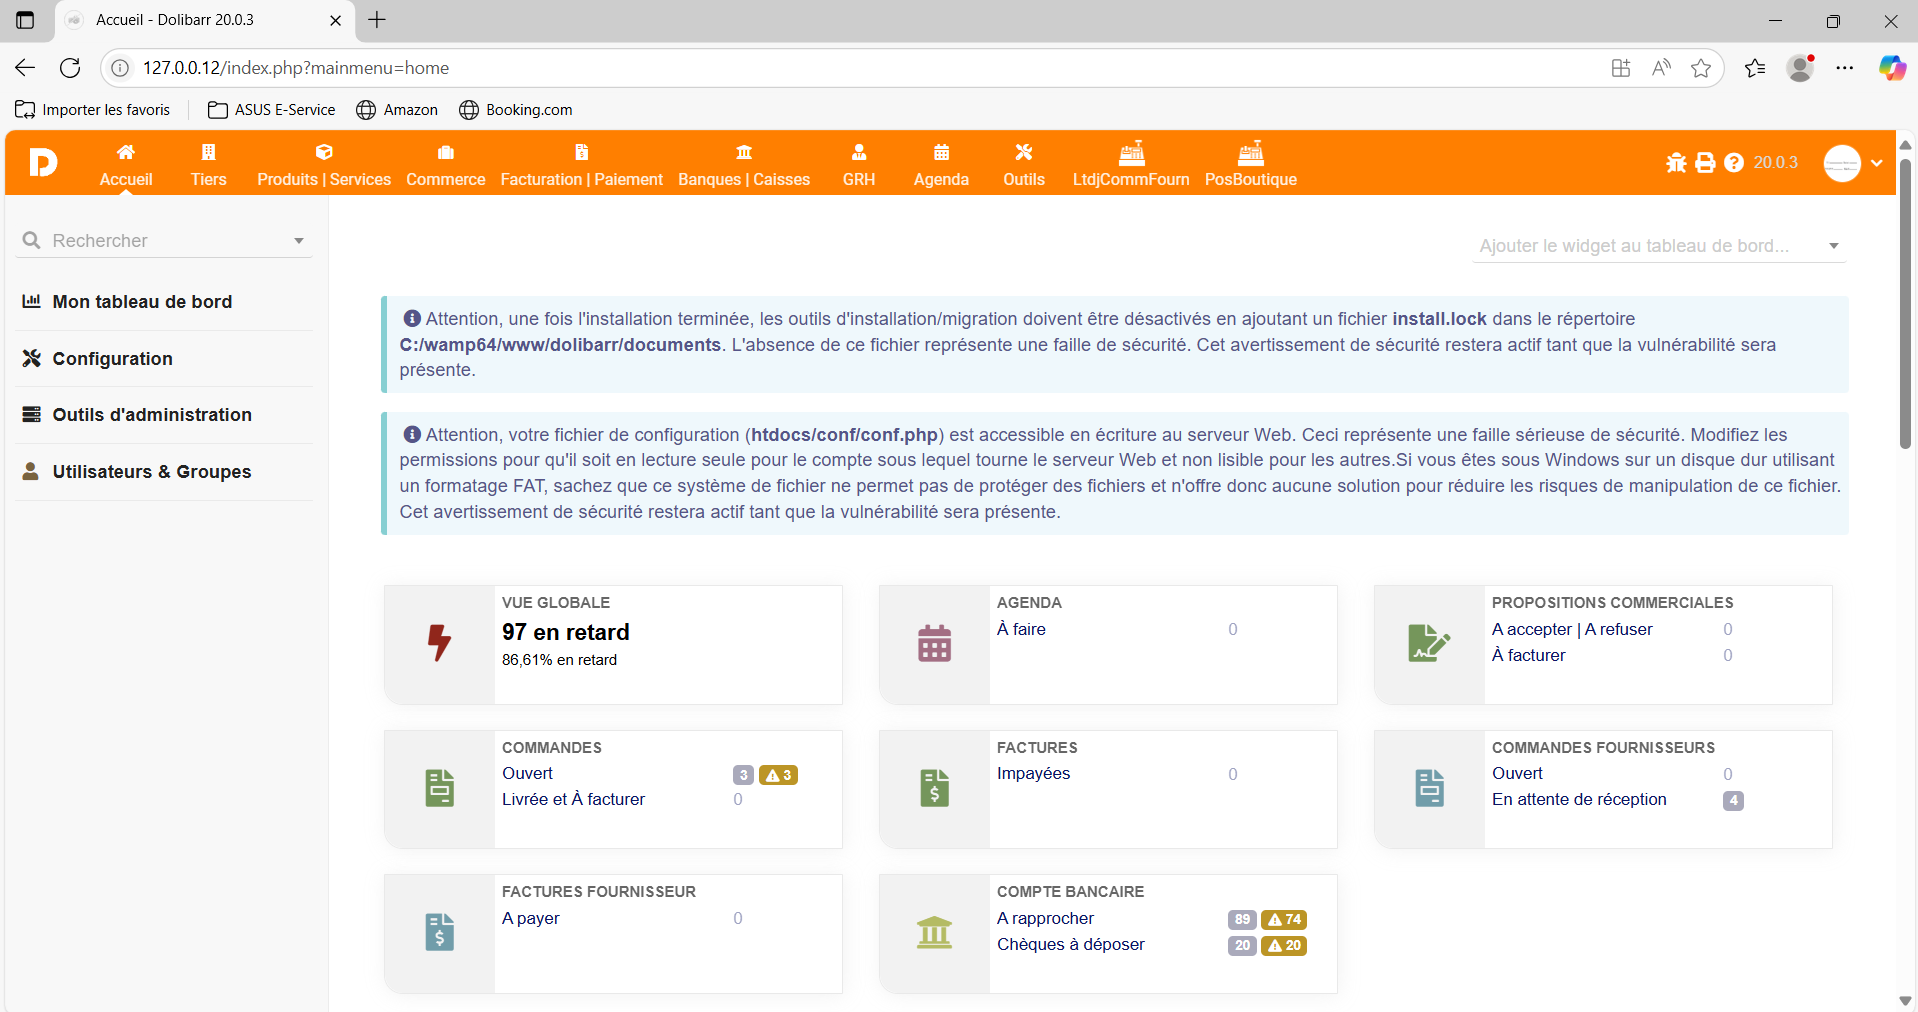 Accueil - Dolibarr 20.0.3
127.0.0.12/index.php?mainmenu=home
Importer les favoris
ASUS E-Service
Amazon
Booking.com
Accueil
Tiers
Produits | Services
Commerce
Facturation | Paiement
Banques | Caisses
GRH
Agenda
Outils
LtdjCommFourn
PosBoutique
20.0.3
Rechercher
Mon tableau de bord
Configuration
Outils d'administration
Utilisateurs & Groupes
Ajouter le widget au tableau de bord...
Attention, une fois l'installation terminée, les outils d'installation/migration doivent être désactivés en ajoutant un fichier install.lock dans le répertoire
C:/wamp64/www/dolibarr/documents. L'absence de ce fichier représente une faille de sécurité. Cet avertissement de sécurité restera actif tant que la vulnérabilité sera
présente.
Attention, votre fichier de configuration (htdocs/conf/conf.php) est accessible en écriture au serveur Web. Ceci représente une faille sérieuse de sécurité. Modifiez les
permissions pour qu'il soit en lecture seule pour le compte sous lequel tourne le serveur Web et non lisible pour les autres.Si vous êtes sous Windows sur un disque dur utilisant
un formatage FAT, sachez que ce système de fichier ne permet pas de protéger des fichiers et n'offre donc aucune solution pour réduire les risques de manipulation de ce fichier.
Cet avertissement de sécurité restera actif tant que la vulnérabilité sera présente.
VUE GLOBALE
97 en retard
86,61% en retard
AGENDA
À faire 0
PROPOSITIONS COMMERCIALES
A accepter | A refuser 0
À facturer 0
COMMANDES
Ouvert 3 3
Livrée et À facturer 0
FACTURES
Impayées 0
COMMANDES FOURNISSEURS
Ouvert 0
En attente de réception 4
FACTURES FOURNISSEUR
A payer 0
COMPTE BANCAIRE
A rapprocher 89 74
Chèques à déposer 20 20